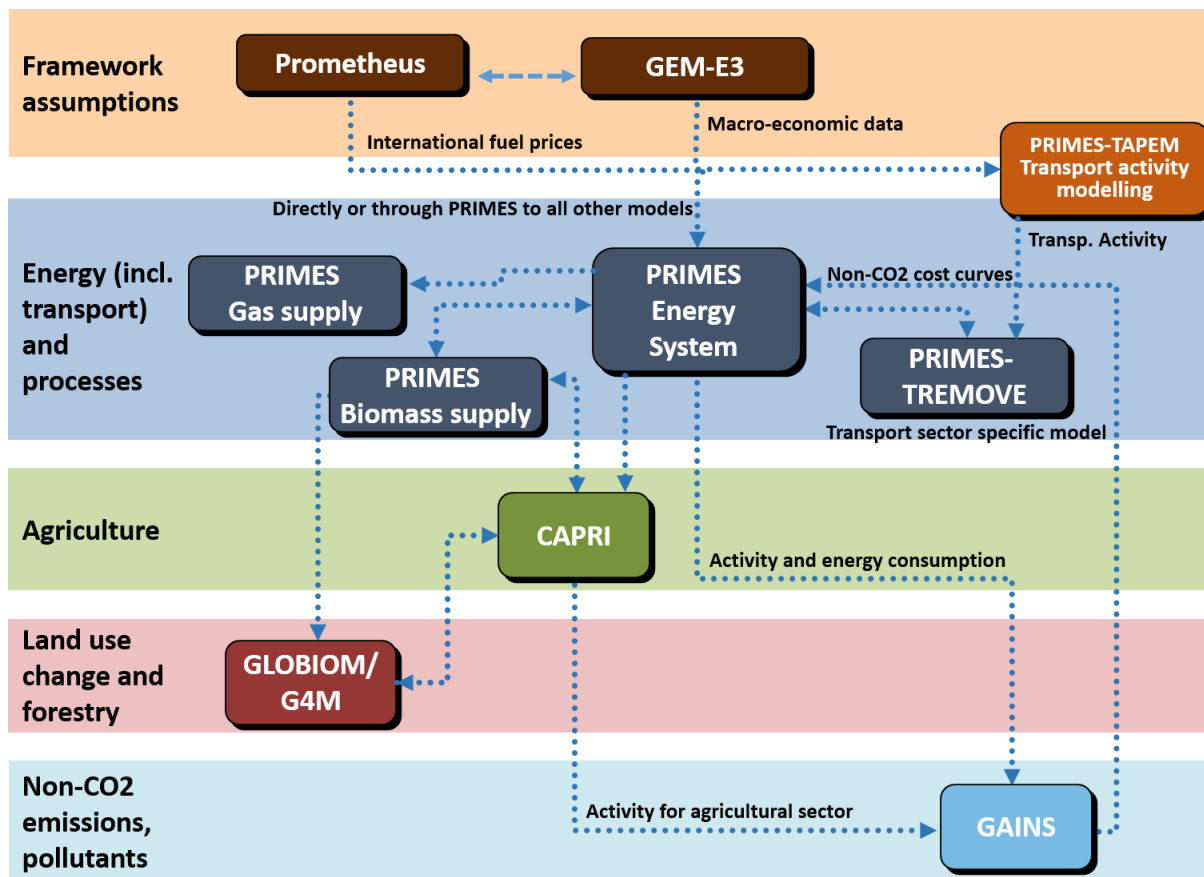 Framework
assumptions
Prometheus
GEM-E3
International fuel prices
Macro-economic data
PRIMES-TAPEM
Transport activity
modelling
Directly or through PRIMES to all other models
Transp. Activity
Energy (incl.
transport)
and
processes
PRIMES
Gas supply
PRIMES
Energy
System
Non-CO2 cost curves
PRIMES
Biomass supply
PRIMES-
TREMOVE
Transport sector specific model
Agriculture
CAPRI
Activity and energy consumption
Land use
change and
forestry
GLOBIOM/
G4M
Non-CO2
emissions,
pollutants
Activity for agricultural sector
GAINS